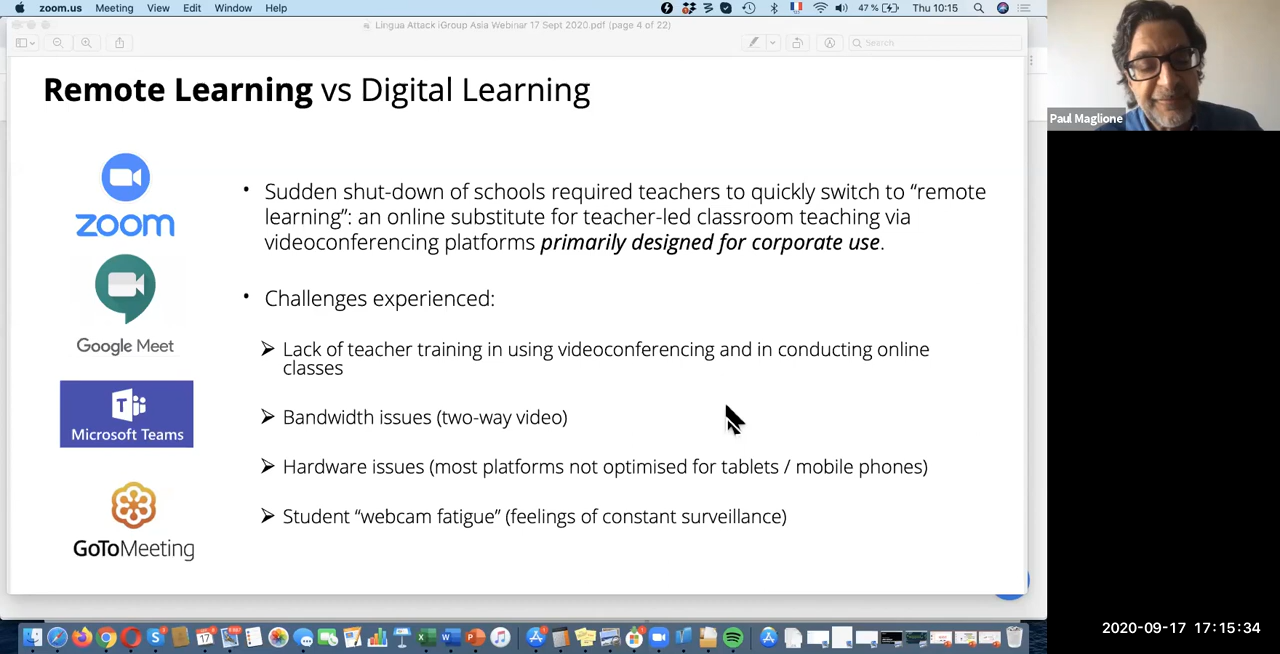 zoom.us Meeting View Edit Window Help
47 % Thu 10:15
Lingua Attack iGroup Asia Webinar 17 Sept 2020.pdf (page 4 of 22)
Search
Remote Learning vs Digital Learning
zoom
Google Meet
Microsoft Teams
GoToMeeting
• Sudden shut-down of schools required teachers to quickly switch to “remote
learning”: an online substitute for teacher-led classroom teaching via
videoconferencing platforms primarily designed for corporate use.
• Challenges experienced:
➢ Lack of teacher training in using videoconferencing and in conducting online
classes
➢ Bandwidth issues (two-way video)
➢ Hardware issues (most platforms not optimised for tablets / mobile phones)
➢ Student “webcam fatigue” (feelings of constant surveillance)
Paul Maglione
2020-09-17 17:15:34